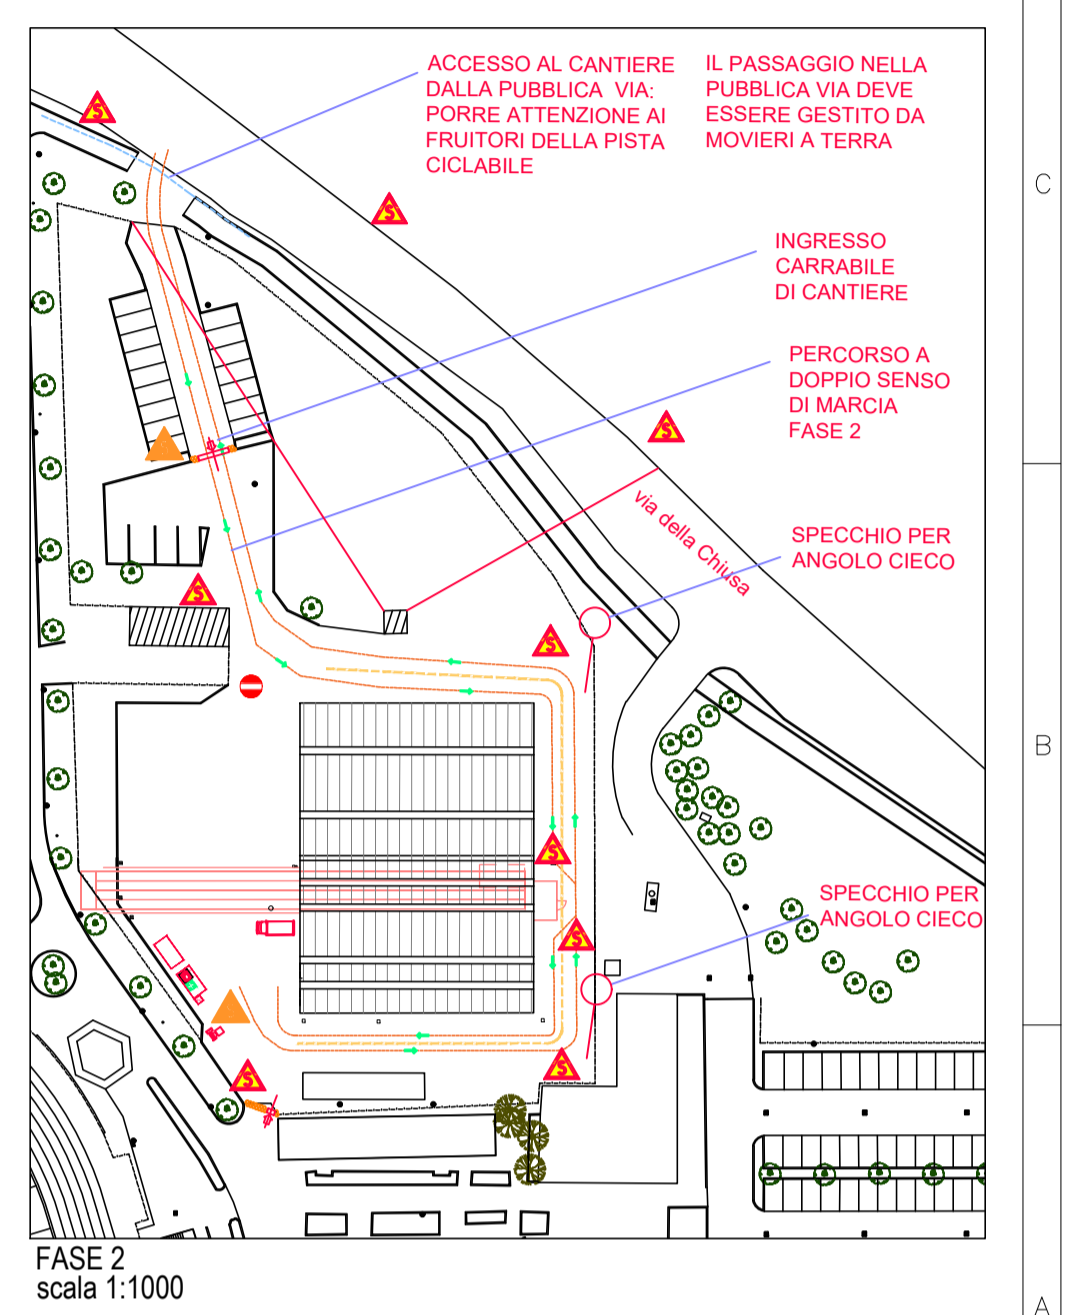 ACCESSO AL CANTIERE
DALLA PUBBLICA VIA:
PORRE ATTENZIONE AI
FRUITORI DELLA PISTA
CICLABILE
IL PASSAGGIO NELLA
PUBBLICA VIA DEVE
ESSERE GESTITO DA
MOVIERI A TERRA
C
INGRESSO
CARRABILE
DI CANTIERE
PERCORSO A
DOPPIO SENSO
DI MARCIA
FASE 2
via della Chiusa
SPECCHIO PER
ANGOLO CIECO
B
SPECCHIO PER
ANGOLO CIECO
S
S
S
S
S
S
S
S
S
FASE 2
scala 1:1000
A